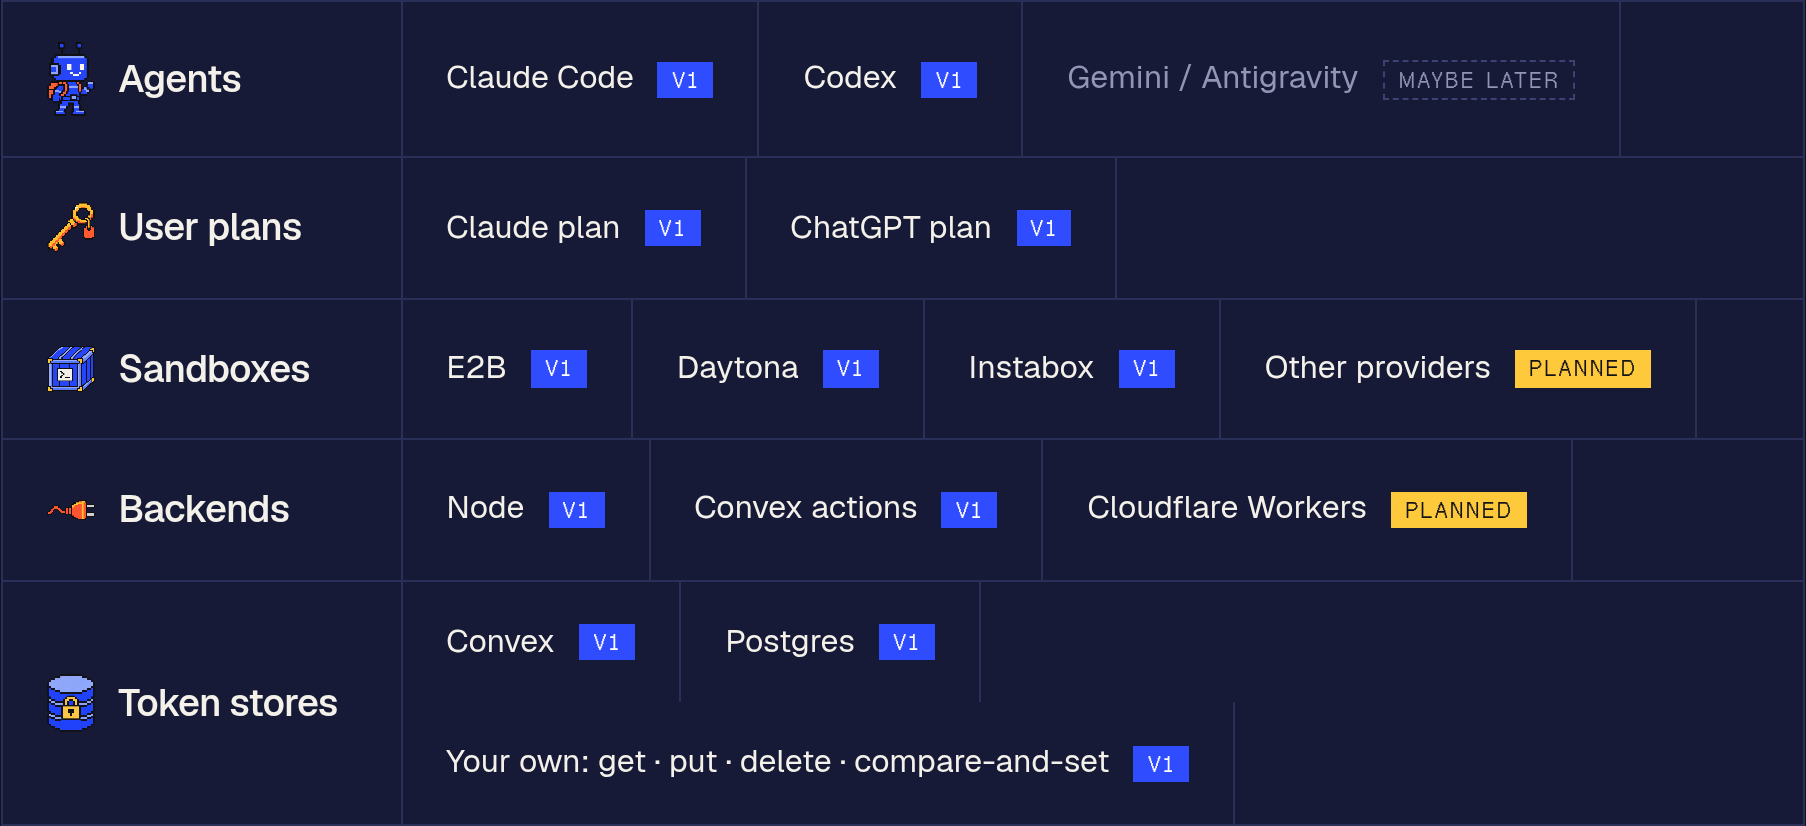 Agents
Claude Code V1
Codex V1
Gemini / Antigravity MAYBE LATER
User plans
Claude plan V1
ChatGPT plan V1
Sandboxes
E2B V1
Daytona V1
Instabox V1
Other providers PLANNED
Backends
Node V1
Convex actions V1
Cloudflare Workers PLANNED
Token stores
Convex V1
Postgres V1
Your own: get · put · delete · compare-and-set V1